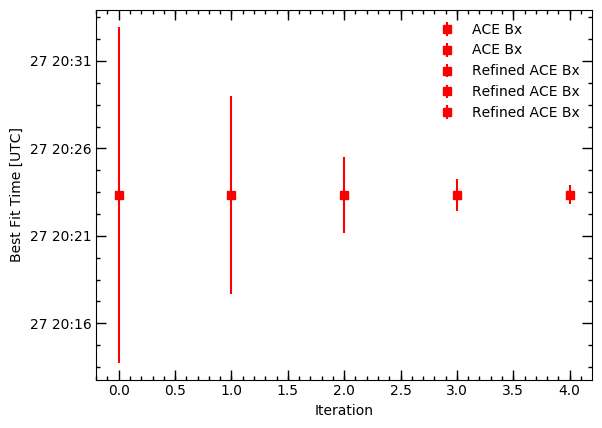 ACE Bx
ACE Bx
Refined ACE Bx
Refined ACE Bx
Refined ACE Bx
27 20:31
27 20:26
27 20:21
27 20:16
Best Fit Time [UTC]
0.0 0.5 1.0 1.5 2.0 2.5 3.0 3.5 4.0
Iteration